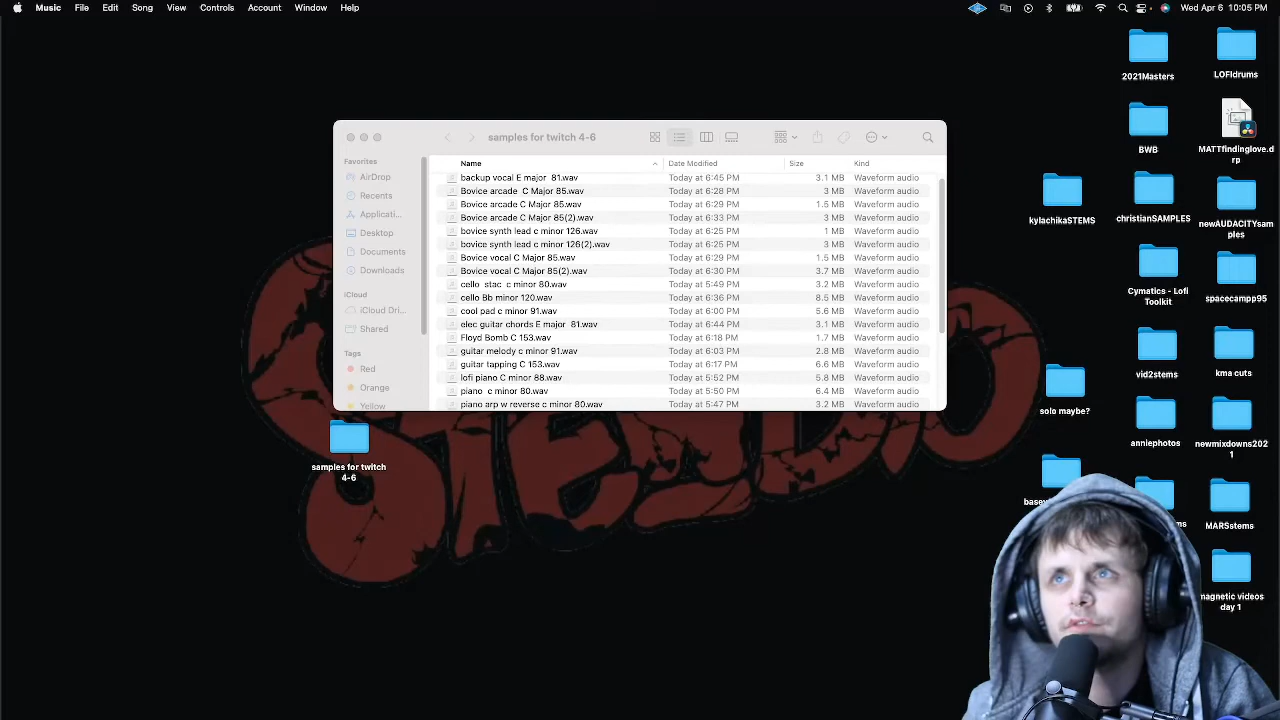 Music File Edit Song View Controls Account Window Help
Wed Apr 6 10:05 PM
samples for twitch 4-6
Favorites
AirDrop
Recents
Applicati...
Desktop
Documents
Downloads
iCloud
iCloud Dri...
Shared
Tags
Red
Orange
Yellow
Name Date Modified Size Kind
backup vocal E major 81.wav Today at 6:45 PM 3.1 MB Waveform audio
Bovice arcade C Major 85.wav Today at 6:28 PM 3 MB Waveform audio
Bovice arcade C Major 85.wav Today at 6:29 PM 1.5 MB Waveform audio
Bovice arcade C Major 85(2).wav Today at 6:33 PM 3 MB Waveform audio
bovice synth lead c minor 126.wav Today at 6:25 PM 3 MB Waveform audio
bovice synth lead c minor 126(2).wav Today at 6:25 PM 3 MB Waveform audio
Bovice vocal C Major 85.wav Today at 6:29 PM 1.5 MB Waveform audio
Bovice vocal C Major 85(2).wav Today at 6:30 PM 3.7 MB Waveform audio
cello stac c minor 80.wav Today at 5:49 PM 3.2 MB Waveform audio
cello Bb minor 120.wav Today at 6:36 PM 8.5 MB Waveform audio
cool pad c minor 91.wav Today at 6:00 PM 5.6 MB Waveform audio
elec guitar chords E major 81.wav Today at 6:44 PM 3.1 MB Waveform audio
Floyd Bomb C 153.wav Today at 6:18 PM 1.7 MB Waveform audio
guitar melody c minor 91.wav Today at 6:03 PM 2.8 MB Waveform audio
guitar tapping C 153.wav Today at 6:17 PM 6.6 MB Waveform audio
lofi piano C minor 88.wav Today at 5:52 PM 5.8 MB Waveform audio
piano c minor 80.wav Today at 5:50 PM 6.4 MB Waveform audio
piano arp w reverse c minor 80.wav Today at 5:47 PM 3.2 MB Waveform audio
samples for twitch
4-6
2021Masters
LOFIdrums
BWB
MATTfindinglove.d
rp
kylachikaSTEMS
christianSAMPLES
newAUDACITYsam
ples
Cymatics - Lofi
Toolkit
spacecampp95
vid2stems
kma cuts
solo maybe?
anniephotos
newmixdowns202
1
MARSstems
magnetic videos
day 1